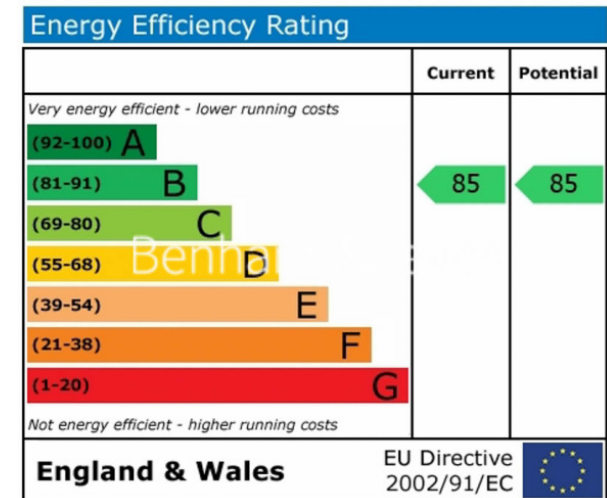 Energy Efficiency Rating
Current Potential
Very energy efficient - lower running costs
(92-100) A
(81-91) B 85 85
(69-80) C
(55-68) D
(39-54) E
(21-38) F
(1-20) G
Not energy efficient - higher running costs
England & Wales
EU Directive
2002/91/EC